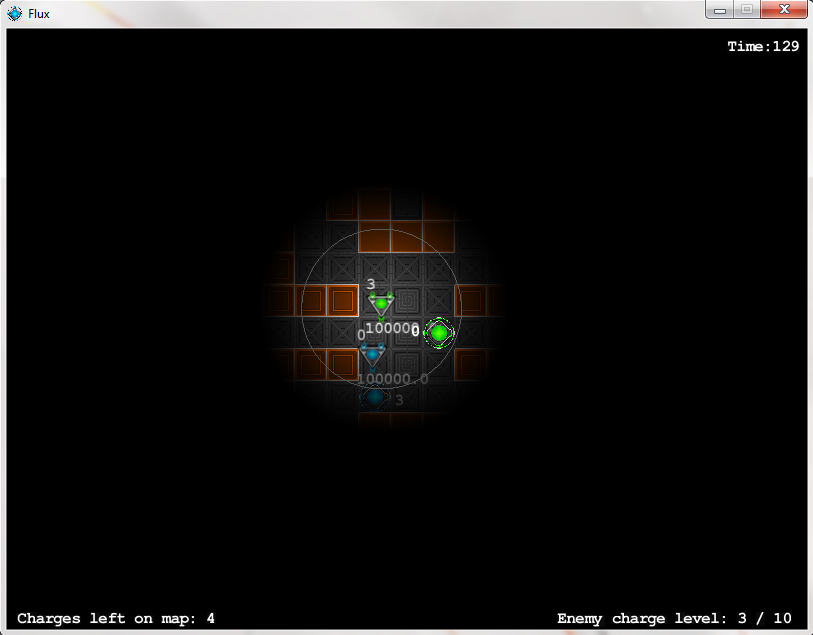 Flux
Time:129
3
100000
0
0
100000.0
3
Charges left on map: 4
Enemy charge level: 3 / 10